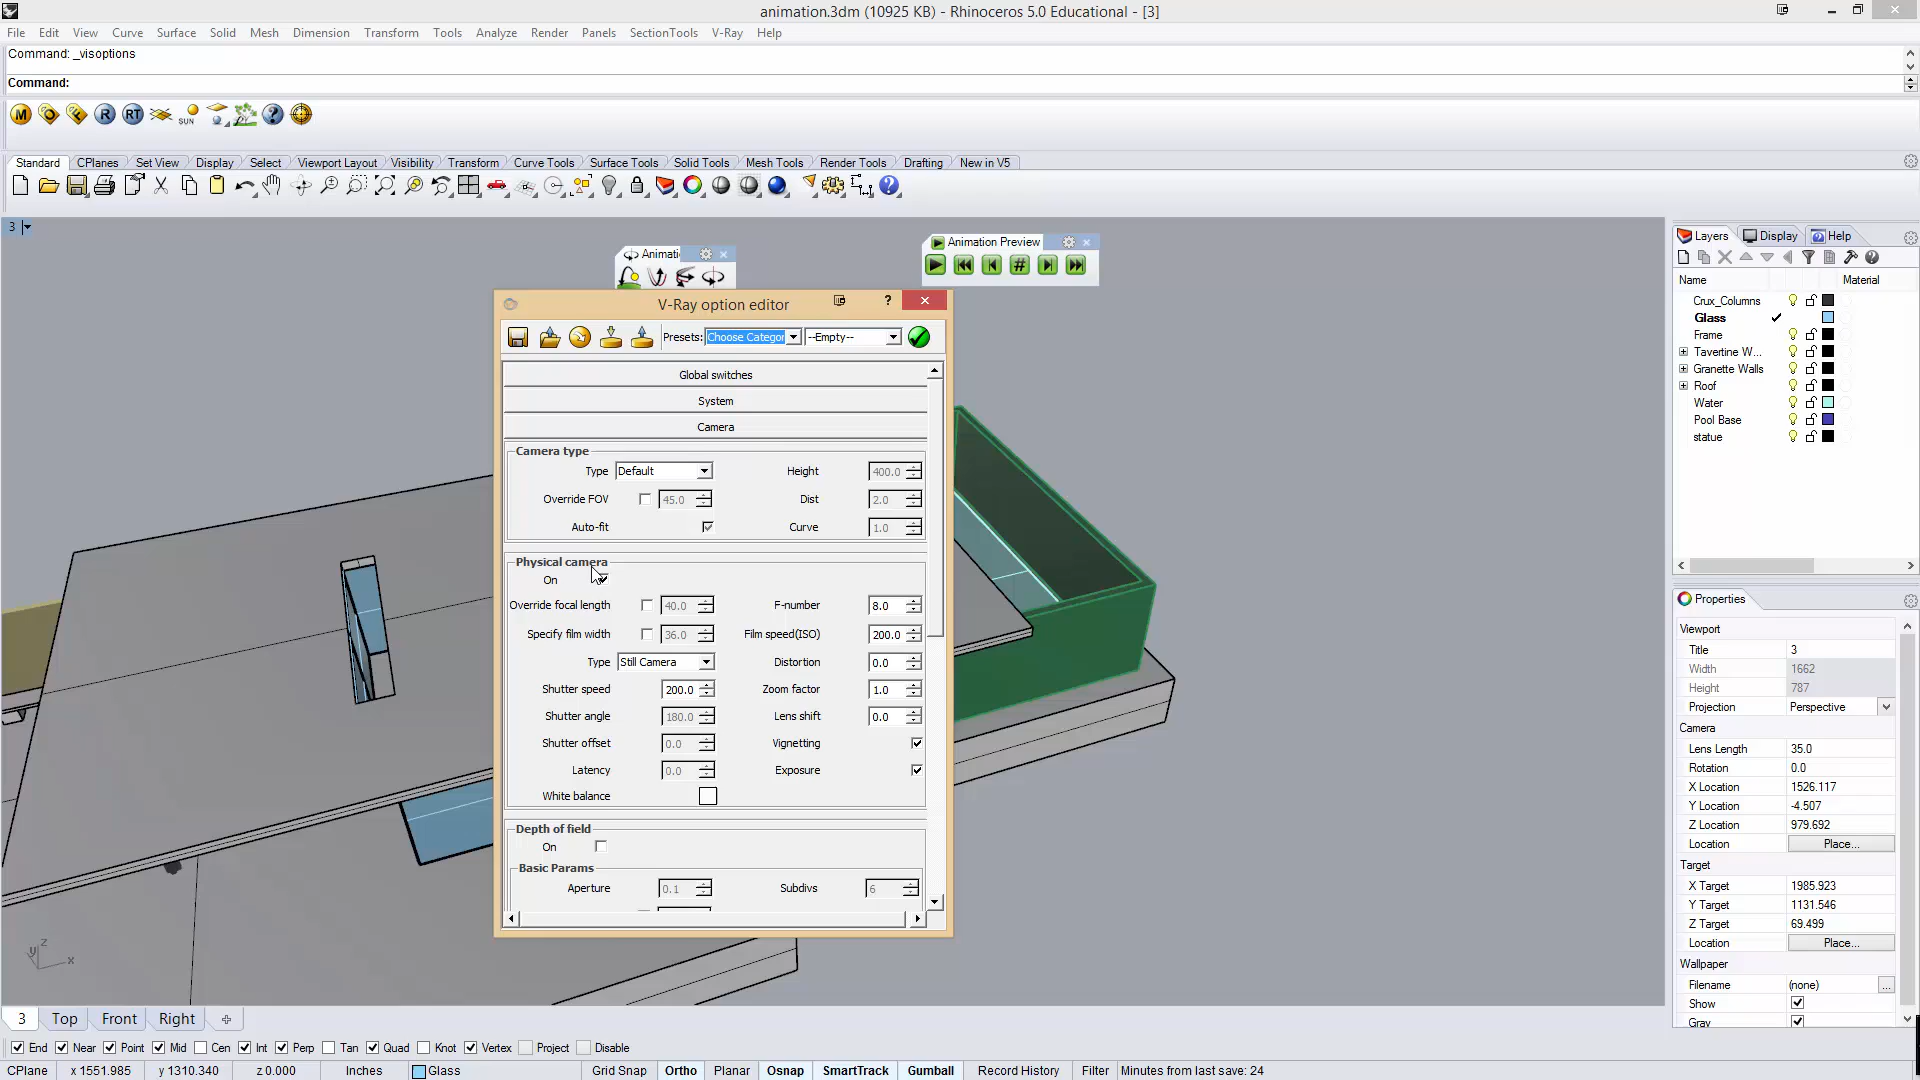 animation.3dm (10925 KB) - Rhinoceros 5.0 Educational - [3]
File Edit View Curve Surface Solid Mesh Dimension Transform Tools Analyze Render Panels SectionTools V-Ray Help
Command: _visoptions
Command:
M O R RT SUN ?
Standard CPlanes Set View Display Select Viewport Layout Visibility Transform Curve Tools Surface Tools Solid Tools Mesh Tools Render Tools Drafting New in V5
3
Animati
Animation Preview
V-Ray option editor ?
Presets: Choose Categor --Empty--
Global switches
System
Camera
Camera type
Type Default Height 400.0
Override FOV 45.0 Dist 2.0
Auto-fit Curve 1.0
Physical camera
On
Override focal length 40.0 F-number 8.0
Specify film width 36.0 Film speed(ISO) 200.0
Type Still Camera Distortion 0.0
Shutter speed 200.0 Zoom factor 1.0
Shutter angle 180.0 Lens shift 0.0
Shutter offset 0.0 Vignetting
Latency 0.0 Exposure
White balance
Depth of field
On
Basic Params
Aperture 0.1 Subdivs 6
Layers Display Help
Name Material
Crux_Columns
Glass
Frame
Tavertine W...
Granette Walls
Roof
Water
Pool Base
statue
Properties
Viewport
Title 3
Width 1662
Height 787
Projection Perspective
Camera
Lens Length 35.0
Rotation 0.0
X Location 1526.117
Y Location -4.507
Z Location 979.692
Location Place...
Target
X Target 1985.923
Y Target 1131.546
Z Target 69.499
Location Place...
Wallpaper
Filename (none) ...
Show
Gray
z
y x
3 Top Front Right
End Near Point Mid Cen Int Perp Tan Quad Knot Vertex Project Disable
CPlane x 1551.985 y 1310.340 z 0.000 Inches Glass Grid Snap Ortho Planar Osnap SmartTrack Gumball Record History Filter Minutes from last save: 24